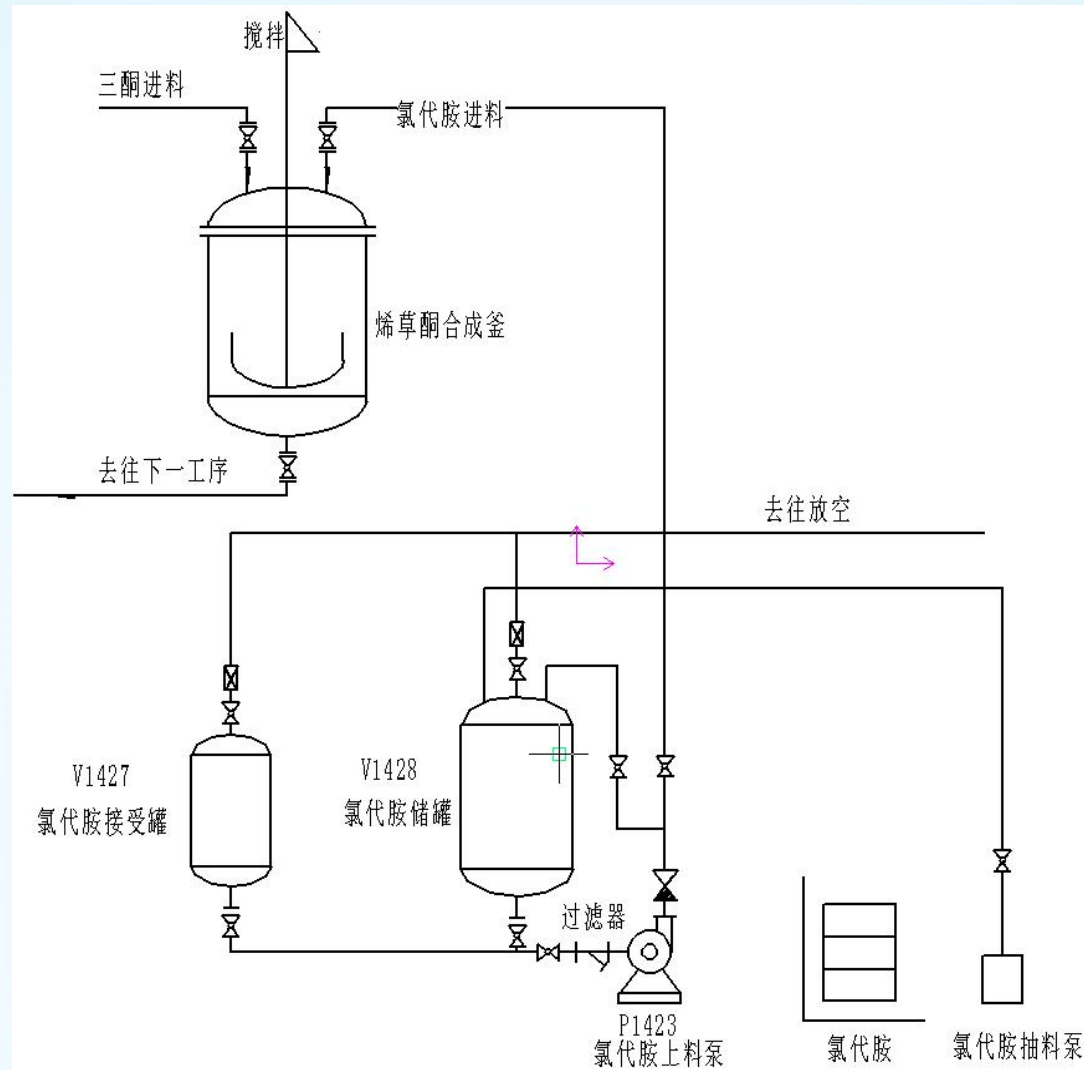 搅拌
三酮进料
氯代胺进料
烯草酮合成釜
去往下一工序
去往放空
V1427
氯代胺接受罐
V1428
氯代胺储罐
过滤器
P1423
氯代胺上料泵
氯代胺
氯代胺抽料泵